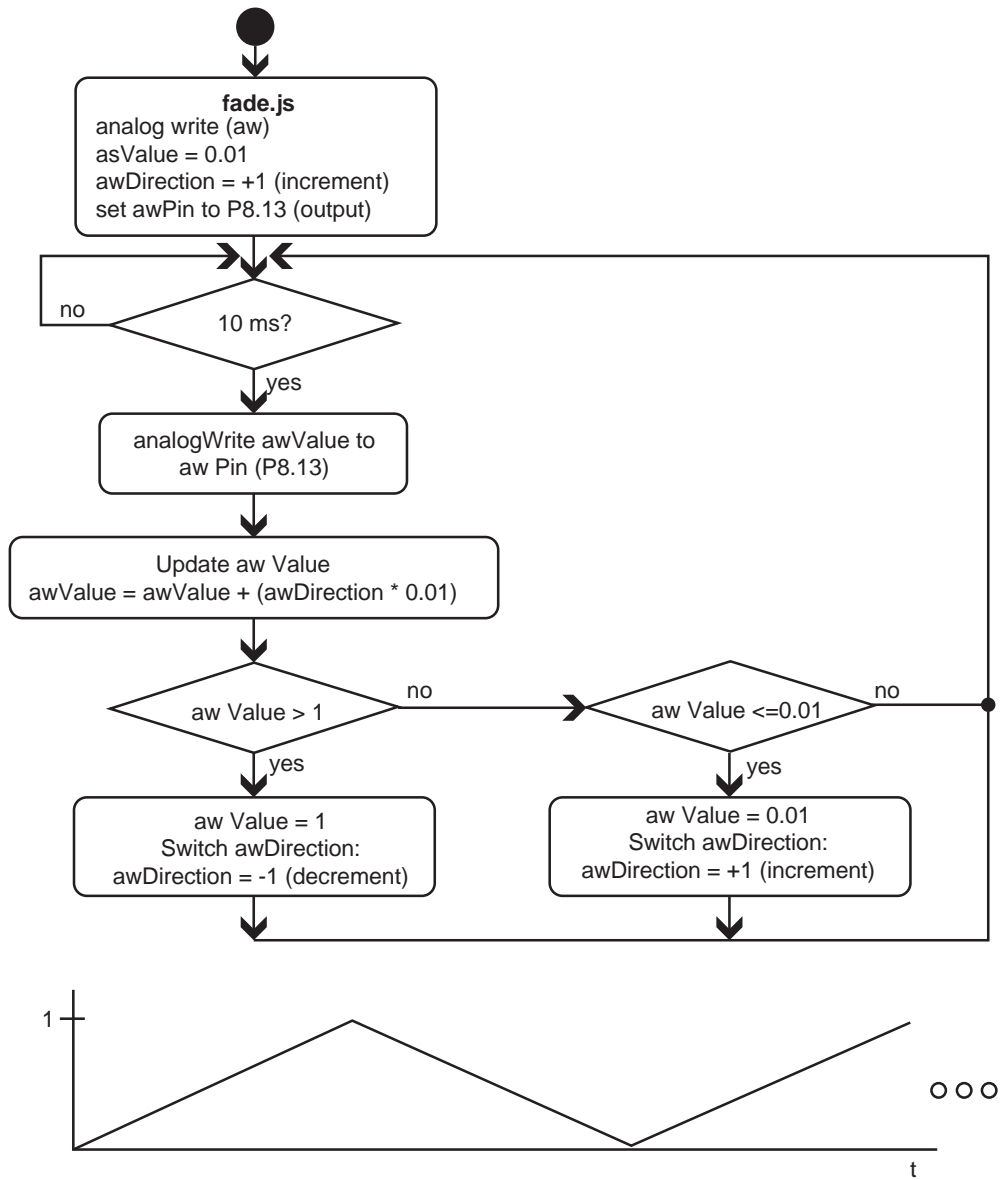 fade.js
analog write (aw)
asValue = 0.01
awDirection = +1 (increment)
set awPin to P8.13 (output)
no
10 ms?
yes
analogWrite awValue to
aw Pin (P8.13)
Update aw Value
awValue = awValue + (awDirection * 0.01)
aw Value > 1
no
aw Value <=0.01
no
yes
yes
aw Value = 1
Switch awDirection:
awDirection = -1 (decrement)
aw Value = 0.01
Switch awDirection:
awDirection = +1 (increment)
1
t